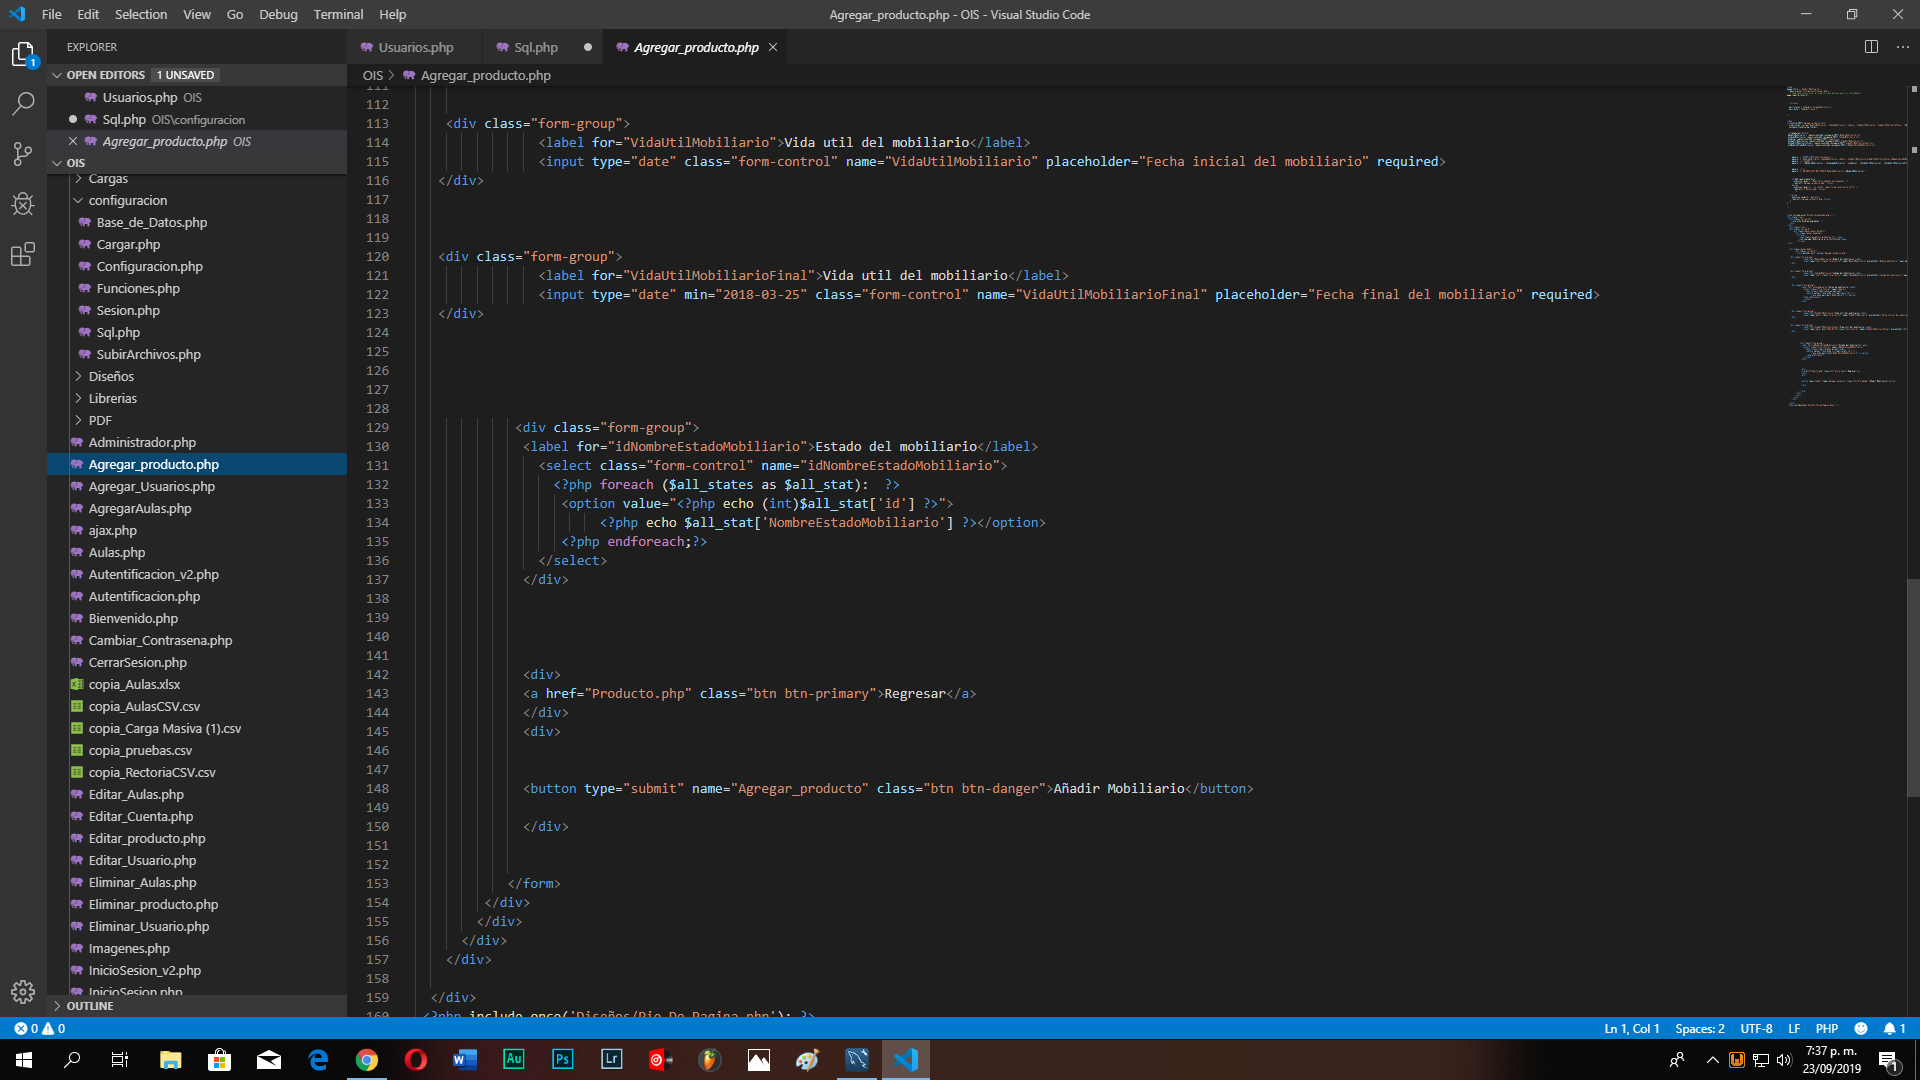 File Edit Selection View Go Debug Terminal Help
Agregar_producto.php - OIS - Visual Studio Code
EXPLORER
OPEN EDITORS 1 UNSAVED
Usuarios.php OIS
Sql.php OIS\configuracion
Agregar_producto.php OIS
OIS
Cargas
configuracion
Base_de_Datos.php
Cargar.php
Configuracion.php
Funciones.php
Sesion.php
Sql.php
SubirArchivos.php
Diseños
Librerias
PDF
Administrador.php
Agregar_producto.php
Agregar_Usuarios.php
AgregarAulas.php
ajax.php
Aulas.php
Autentificacion_v2.php
Autentificacion.php
Bienvenido.php
Cambiar_Contrasena.php
CerrarSesion.php
copia_Aulas.xlsx
copia_AulasCSV.csv
copia_Carga Masiva (1).csv
copia_pruebas.csv
copia_RectoriaCSV.csv
Editar_Aulas.php
Editar_Cuenta.php
Editar_producto.php
Editar_Usuario.php
Eliminar_Aulas.php
Eliminar_producto.php
Eliminar_Usuario.php
Imagenes.php
InicioSesion_v2.php
InicioSesion.php
OUTLINE
Usuarios.php Sql.php Agregar_producto.php
OIS > Agregar_producto.php
111
112
113 <div class="form-group">
114 <label for="VidaUtilMobiliario">Vida util del mobiliario</label>
115 <input type="date" class="form-control" name="VidaUtilMobiliario" placeholder="Fecha inicial del mobiliario" required>
116 </div>
117
118
119
120 <div class="form-group">
121 <label for="VidaUtilMobiliarioFinal">Vida util del mobiliario</label>
122 <input type="date" min="2018-03-25" class="form-control" name="VidaUtilMobiliarioFinal" placeholder="Fecha final del mobiliario" required>
123 </div>
124
125
126
127
128
129 <div class="form-group">
130 <label for="idNombreEstadoMobiliario">Estado del mobiliario</label>
131 <select class="form-control" name="idNombreEstadoMobiliario">
132 <?php foreach ($all_states as $all_stat): ?>
133 <option value="<?php echo (int)$all_stat['id'] ?>">
134 <?php echo $all_stat['NombreEstadoMobiliario'] ?></option>
135 <?php endforeach;?>
136 </select>
137 </div>
138
139
140
141
142 <div>
143 <a href="Producto.php" class="btn btn-primary">Regresar</a>
144 </div>
145 <div>
146
147
148 <button type="submit" name="Agregar_producto" class="btn btn-danger">Añadir Mobiliario</button>
149
150 </div>
151
152
153 </form>
154 </div>
155 </div>
156 </div>
157 </div>
158
159 </div>
160 <?php include_once('Diseños/Pie_De_Pagina.php'); ?>
0 0
Ln 1, Col 1 Spaces: 2 UTF-8 LF PHP 1
7:37 p. m.
23/09/2019